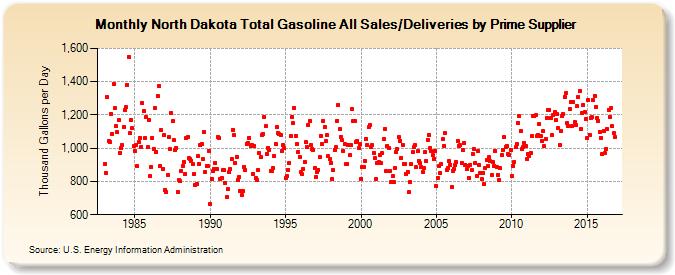 Monthly North Dakota Total Gasoline All Sales/Deliveries by Prime Supplier
Thousand Gallons per Day
1,600
1,400
1,200
1,000
800
600
1985 1990 1995 2000 2005 2010 2015
Source: U.S. Energy Information Administration